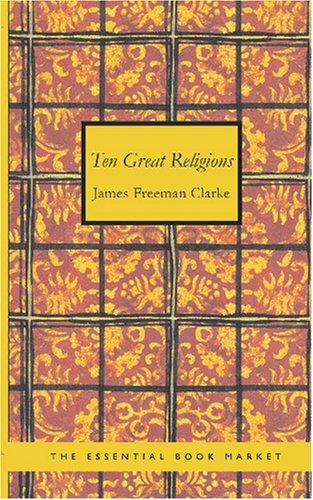 Ten Great Religions
James Freeman Clarke
THE ESSENTIAL BOOK MARKET